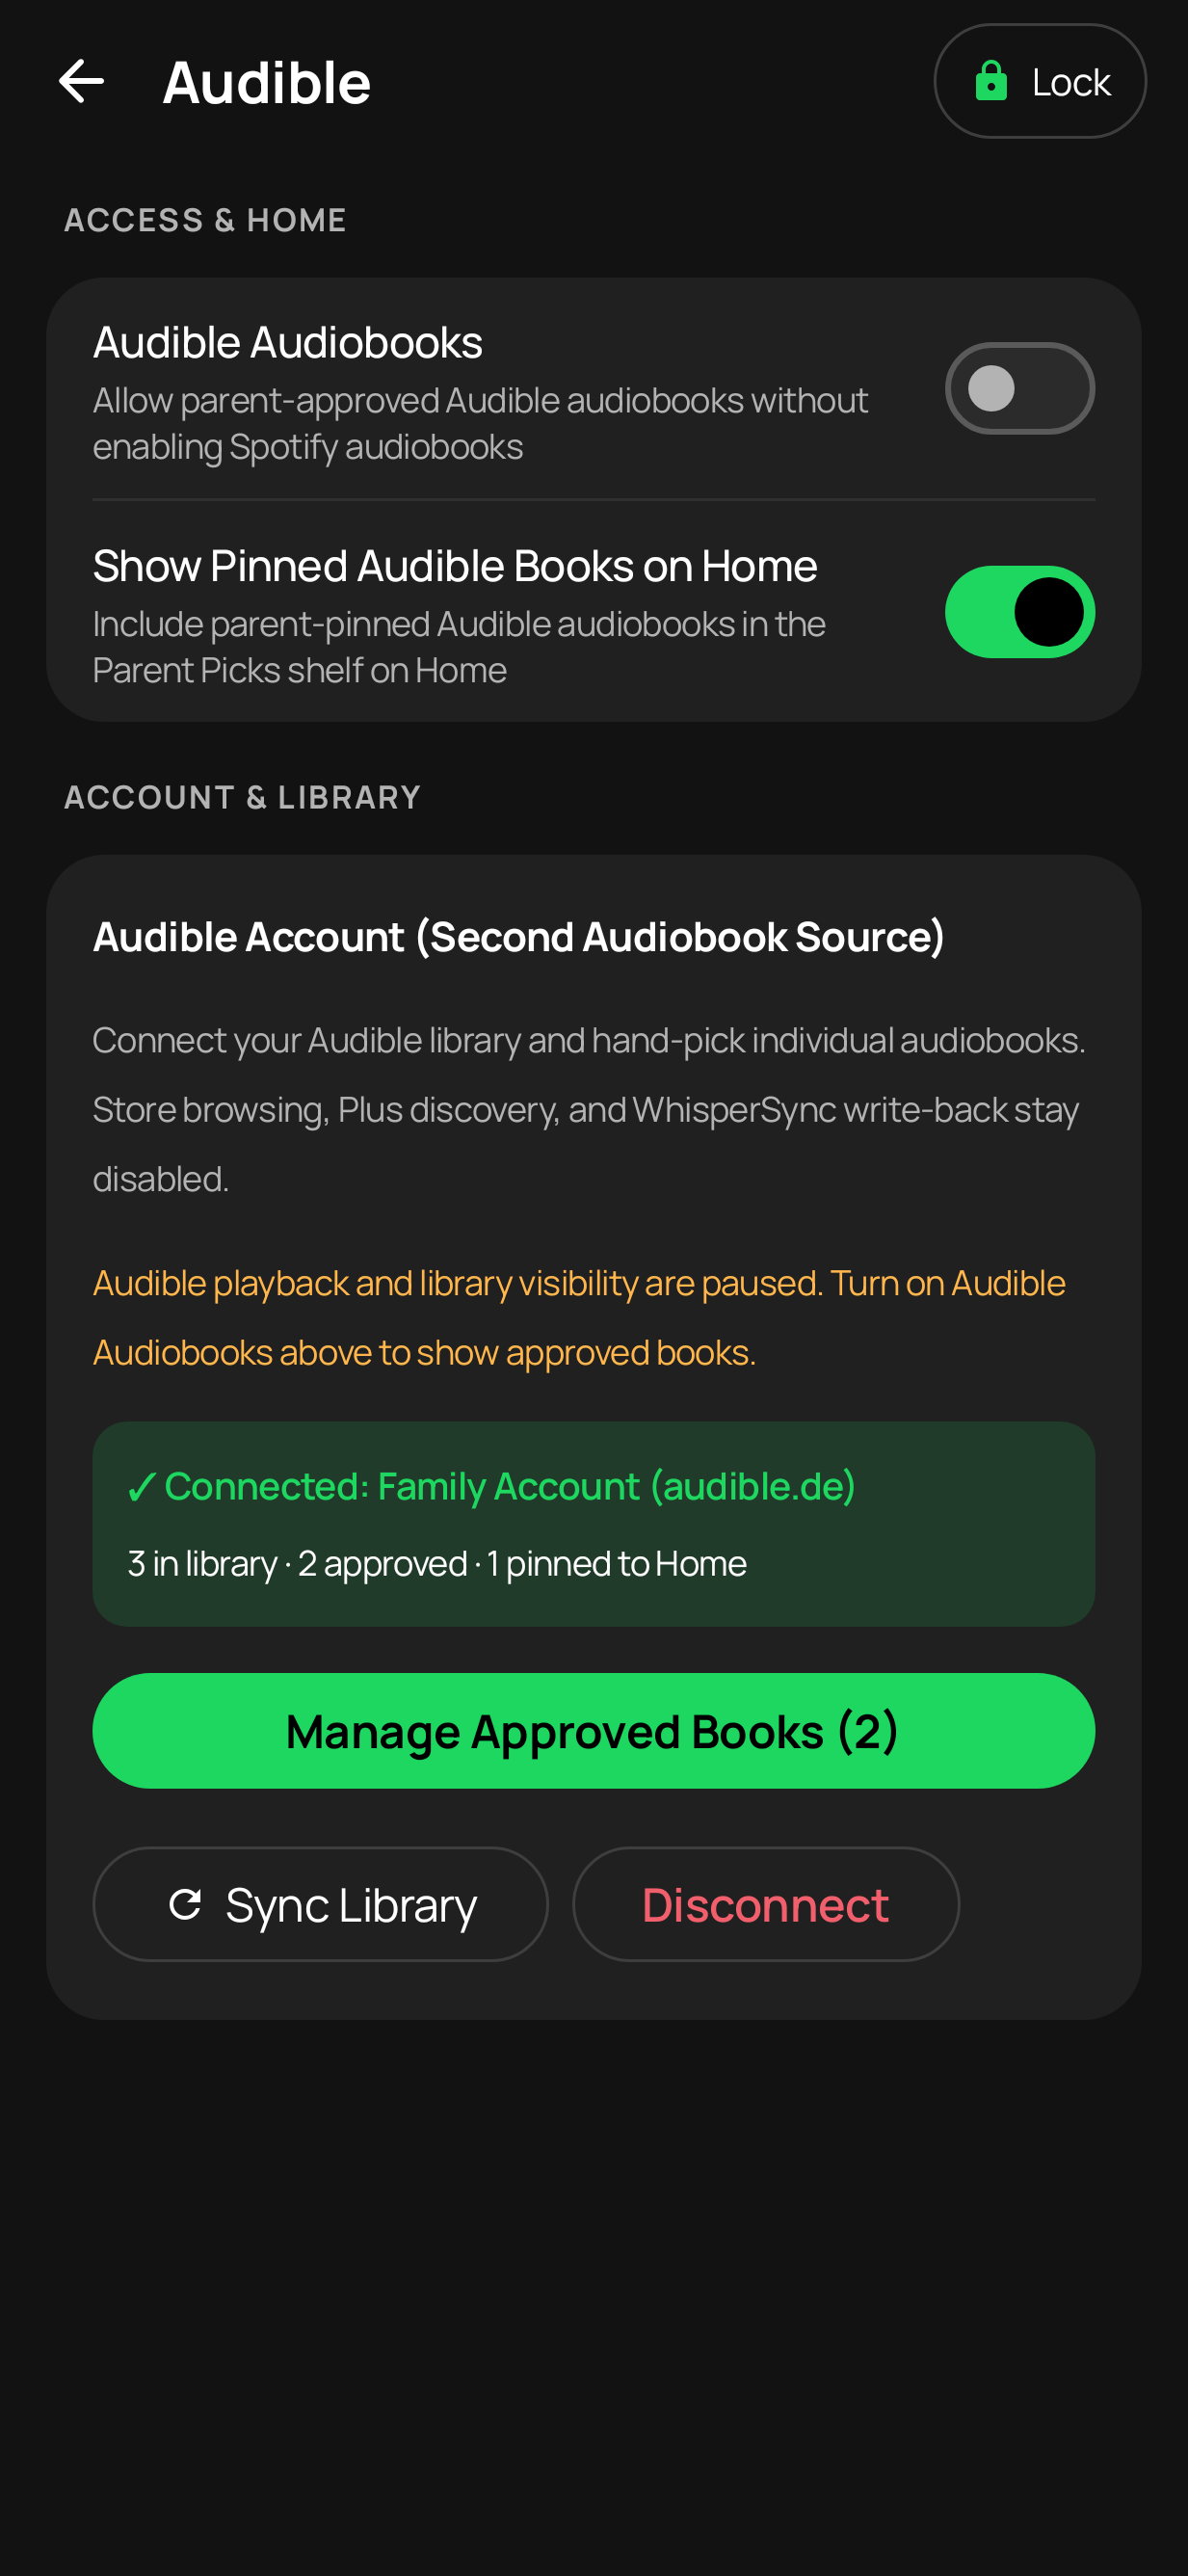 Audible
Lock
ACCESS & HOME
Audible Audiobooks
Allow parent-approved Audible audiobooks without
enabling Spotify audiobooks
Show Pinned Audible Books on Home
Include parent-pinned Audible audiobooks in the
Parent Picks shelf on Home
ACCOUNT & LIBRARY
Audible Account (Second Audiobook Source)
Connect your Audible library and hand-pick individual audiobooks.
Store browsing, Plus discovery, and WhisperSync write-back stay
disabled.
Audible playback and library visibility are paused. Turn on Audible
Audiobooks above to show approved books.
✓ Connected: Family Account (audible.de)
3 in library · 2 approved · 1 pinned to Home
Manage Approved Books (2)
Sync Library
Disconnect